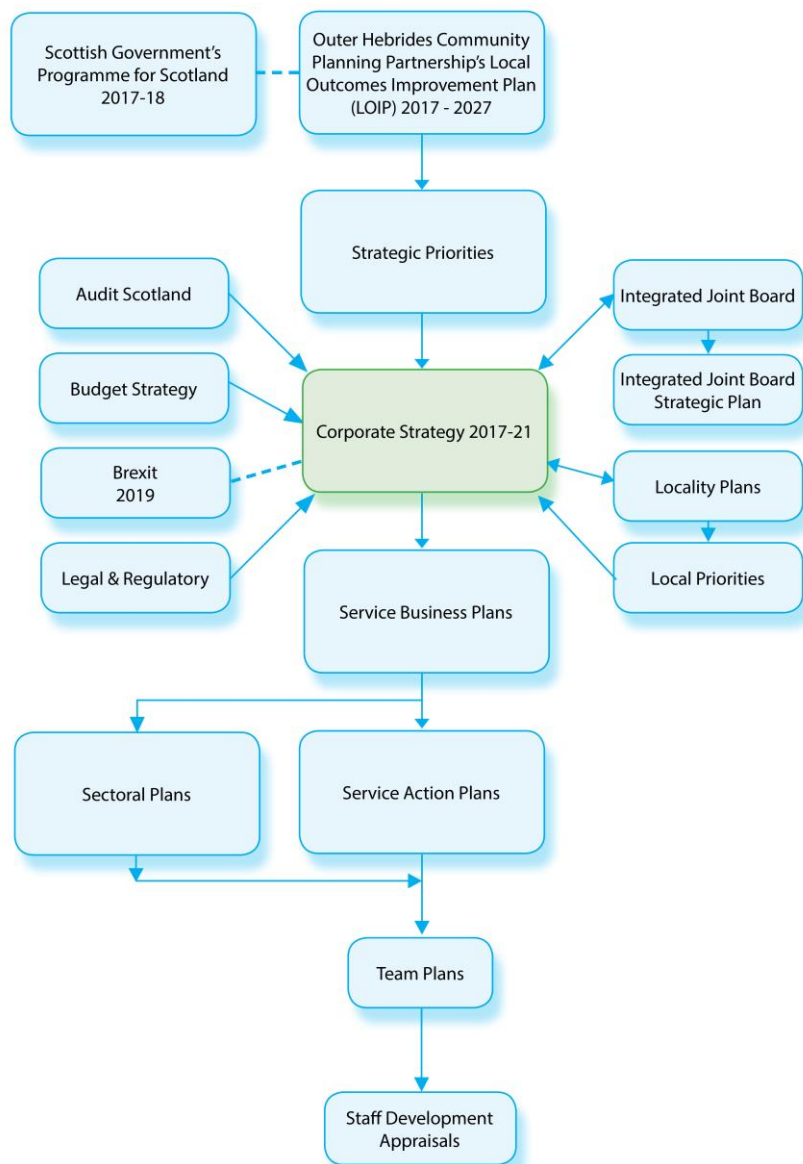 Scottish Government’s
Programme for Scotland
2017-18
Outer Hebrides Community
Planning Partnership’s Local
Outcomes Improvement Plan
(LOIP) 2017 - 2027
Strategic Priorities
Audit Scotland
Budget Strategy
Brexit
2019
Legal & Regulatory
Corporate Strategy 2017-21
Integrated Joint Board
Integrated Joint Board
Strategic Plan
Locality Plans
Local Priorities
Service Business Plans
Sectoral Plans
Service Action Plans
Team Plans
Staff Development
Appraisals